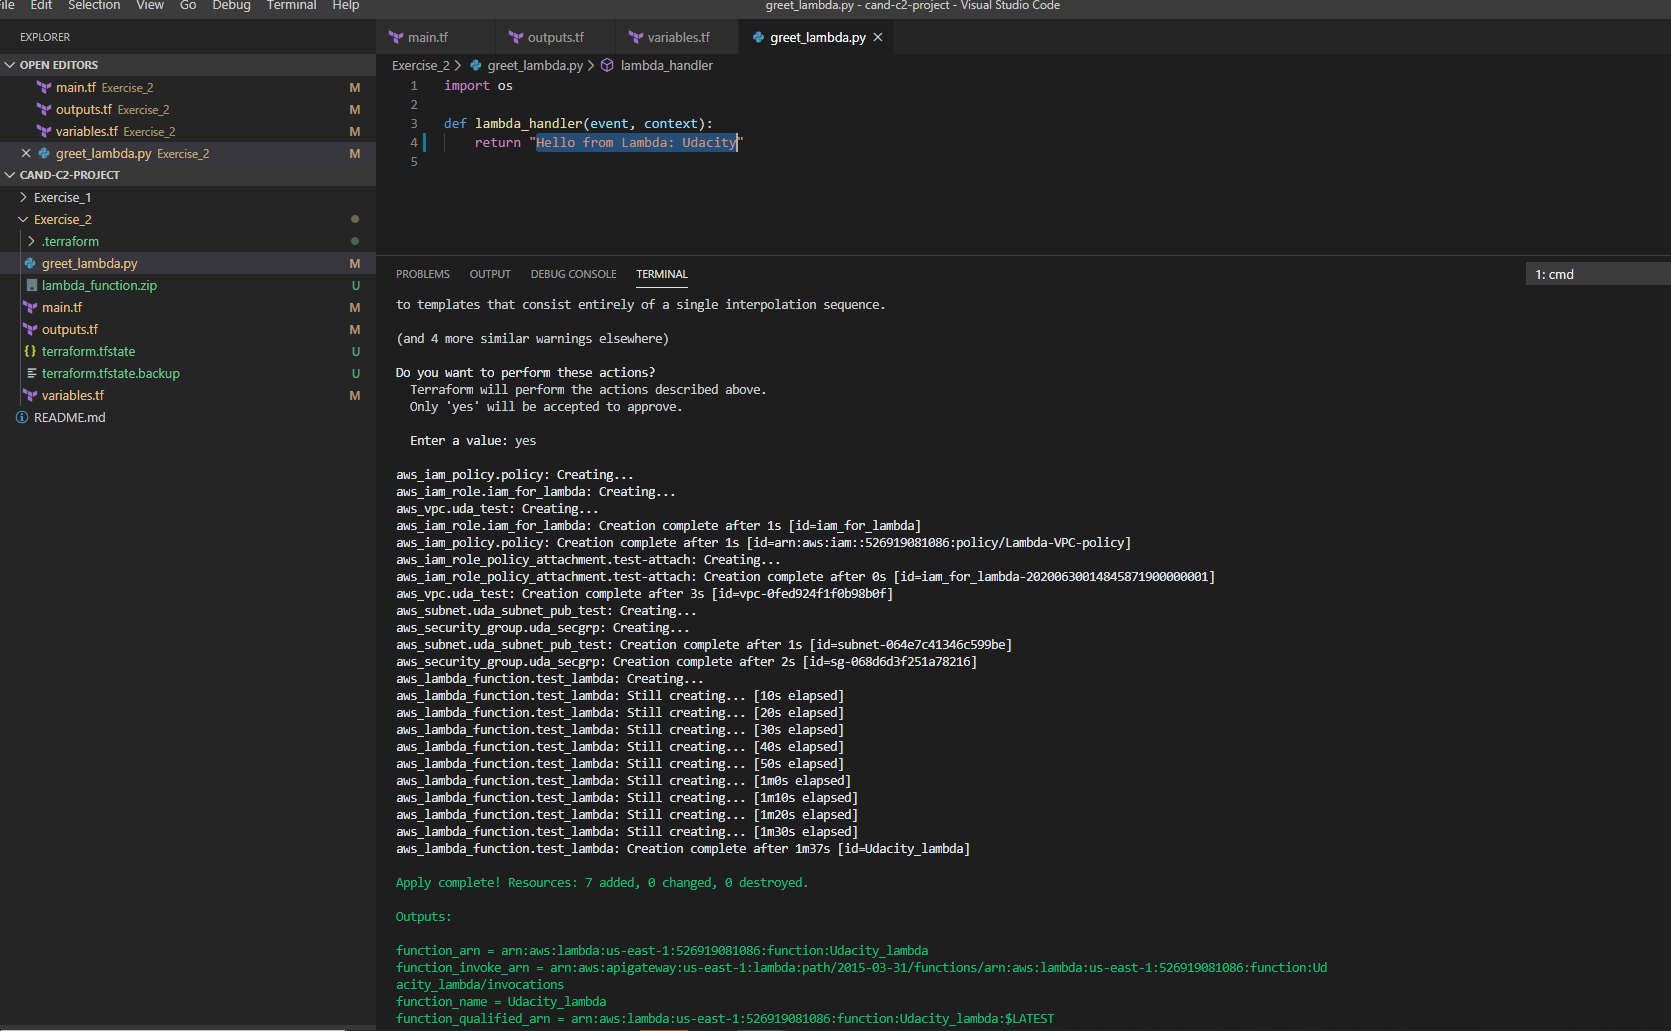 File Edit Selection View Go Debug Terminal Help
greet_lambda.py - cand-c2-project - Visual Studio Code
EXPLORER
OPEN EDITORS
main.tf Exercise_2 M
outputs.tf Exercise_2 M
variables.tf Exercise_2 M
greet_lambda.py Exercise_2 M
CAND-C2-PROJECT
Exercise_1
Exercise_2
.terraform
greet_lambda.py M
lambda_function.zip U
main.tf M
outputs.tf M
terraform.tfstate U
terraform.tfstate.backup U
variables.tf M
README.md
main.tf
outputs.tf
variables.tf
greet_lambda.py
Exercise_2 > greet_lambda.py > lambda_handler
1 import os
2
3 def lambda_handler(event, context):
4 return "Hello from Lambda: Udacity"
5
PROBLEMS OUTPUT DEBUG CONSOLE TERMINAL
1: cmd
to templates that consist entirely of a single interpolation sequence.
(and 4 more similar warnings elsewhere)
Do you want to perform these actions?
Terraform will perform the actions described above.
Only 'yes' will be accepted to approve.
Enter a value: yes
aws_iam_policy.policy: Creating...
aws_iam_role.iam_for_lambda: Creating...
aws_vpc.uda_test: Creating...
aws_iam_role.iam_for_lambda: Creation complete after 1s [id=iam_for_lambda]
aws_iam_policy.policy: Creation complete after 1s [id=arn:aws:iam::526919081086:policy/Lambda-VPC-policy]
aws_iam_role_policy_attachment.test-attach: Creating...
aws_iam_role_policy_attachment.test-attach: Creation complete after 0s [id=iam_for_lambda-20200630014845871900000001]
aws_vpc.uda_test: Creation complete after 3s [id=vpc-0fed924f1f0b98b0f]
aws_subnet.uda_subnet_pub_test: Creating...
aws_security_group.uda_secgrp: Creating...
aws_subnet.uda_subnet_pub_test: Creation complete after 1s [id=subnet-064e7c41346c599be]
aws_security_group.uda_secgrp: Creation complete after 2s [id=sg-068d6d3f251a78216]
aws_lambda_function.test_lambda: Creating...
aws_lambda_function.test_lambda: Still creating... [10s elapsed]
aws_lambda_function.test_lambda: Still creating... [20s elapsed]
aws_lambda_function.test_lambda: Still creating... [30s elapsed]
aws_lambda_function.test_lambda: Still creating... [40s elapsed]
aws_lambda_function.test_lambda: Still creating... [50s elapsed]
aws_lambda_function.test_lambda: Still creating... [1m0s elapsed]
aws_lambda_function.test_lambda: Still creating... [1m10s elapsed]
aws_lambda_function.test_lambda: Still creating... [1m20s elapsed]
aws_lambda_function.test_lambda: Still creating... [1m30s elapsed]
aws_lambda_function.test_lambda: Creation complete after 1m37s [id=Udacity_lambda]
Apply complete! Resources: 7 added, 0 changed, 0 destroyed.
Outputs:
function_arn = arn:aws:lambda:us-east-1:526919081086:function:Udacity_lambda
function_invoke_arn = arn:aws:apigateway:us-east-1:lambda:path/2015-03-31/functions/arn:aws:lambda:us-east-1:526919081086:function:Ud
acity_lambda/invocations
function_name = Udacity_lambda
function_qualified_arn = arn:aws:lambda:us-east-1:526919081086:function:Udacity_lambda:$LATEST